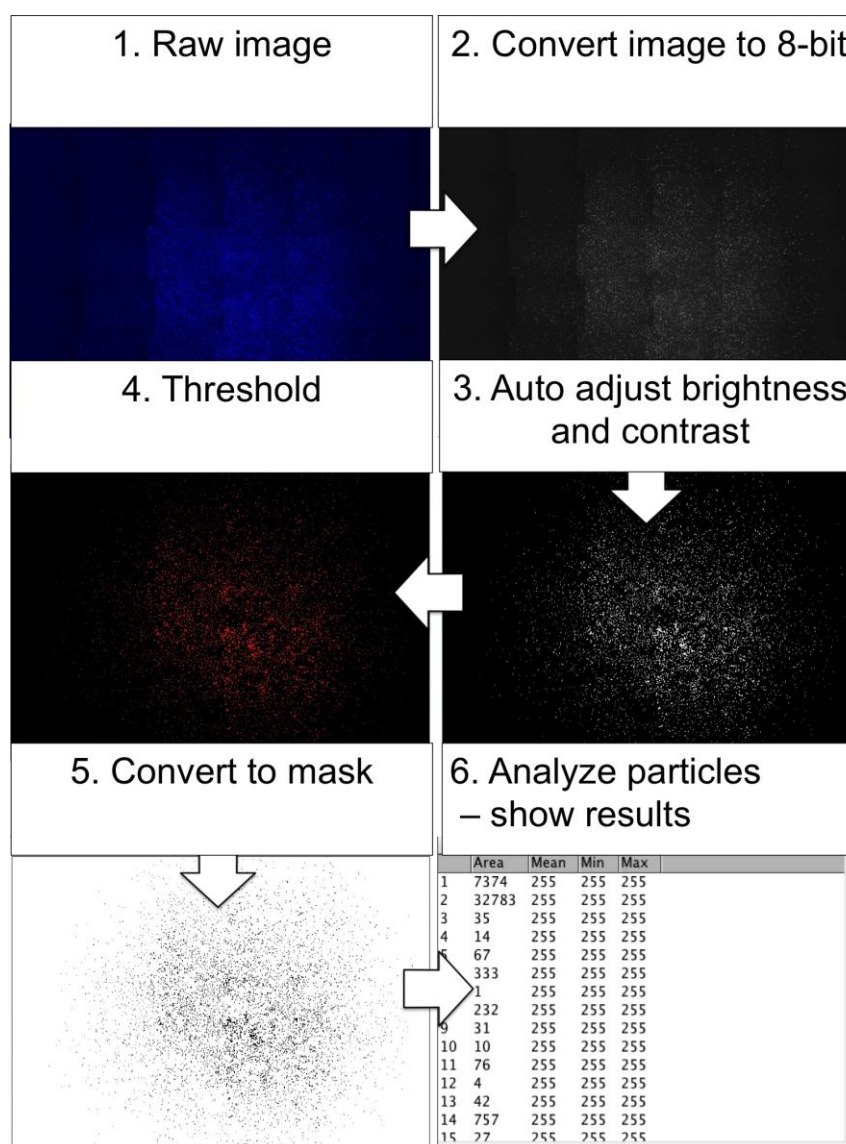 1. Raw image
2. Convert image to 8-bit
4. Threshold
3. Auto adjust brightness
and contrast
5. Convert to mask
6. Analyze particles
– show results
Area Mean Min Max
1 7374 255 255 255
2 32783 255 255 255
3 35 255 255 255
4 14 255 255 255
67 255 255 255
333 255 255 255
1 255 255 255
232 255 255 255
9 31 255 255 255
10 10 255 255 255
11 76 255 255 255
12 4 255 255 255
13 42 255 255 255
14 757 255 255 255
15 27 255 255 255